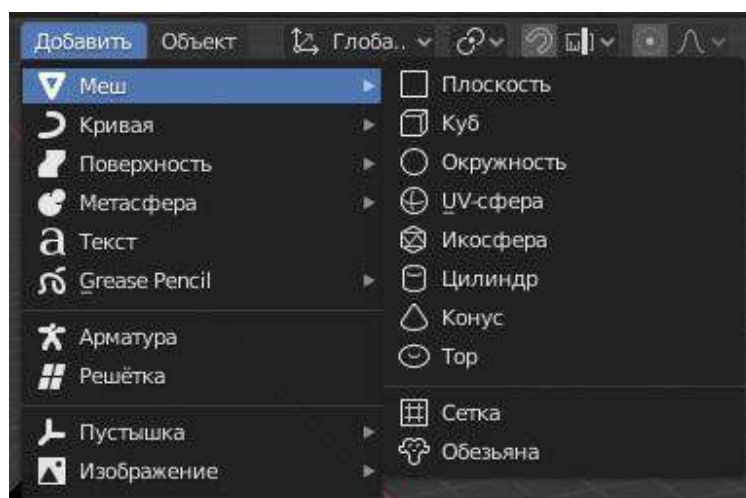 Добавить Объект Глоба..
Меш
Кривая
Поверхность
Метасфера
Текст
Grease Pencil
Арматура
Решётка
Пустышка
Изображение
Плоскость
Куб
Окружность
UV-сфера
Икосфера
Цилиндр
Конус
Тор
Сетка
Обезьяна